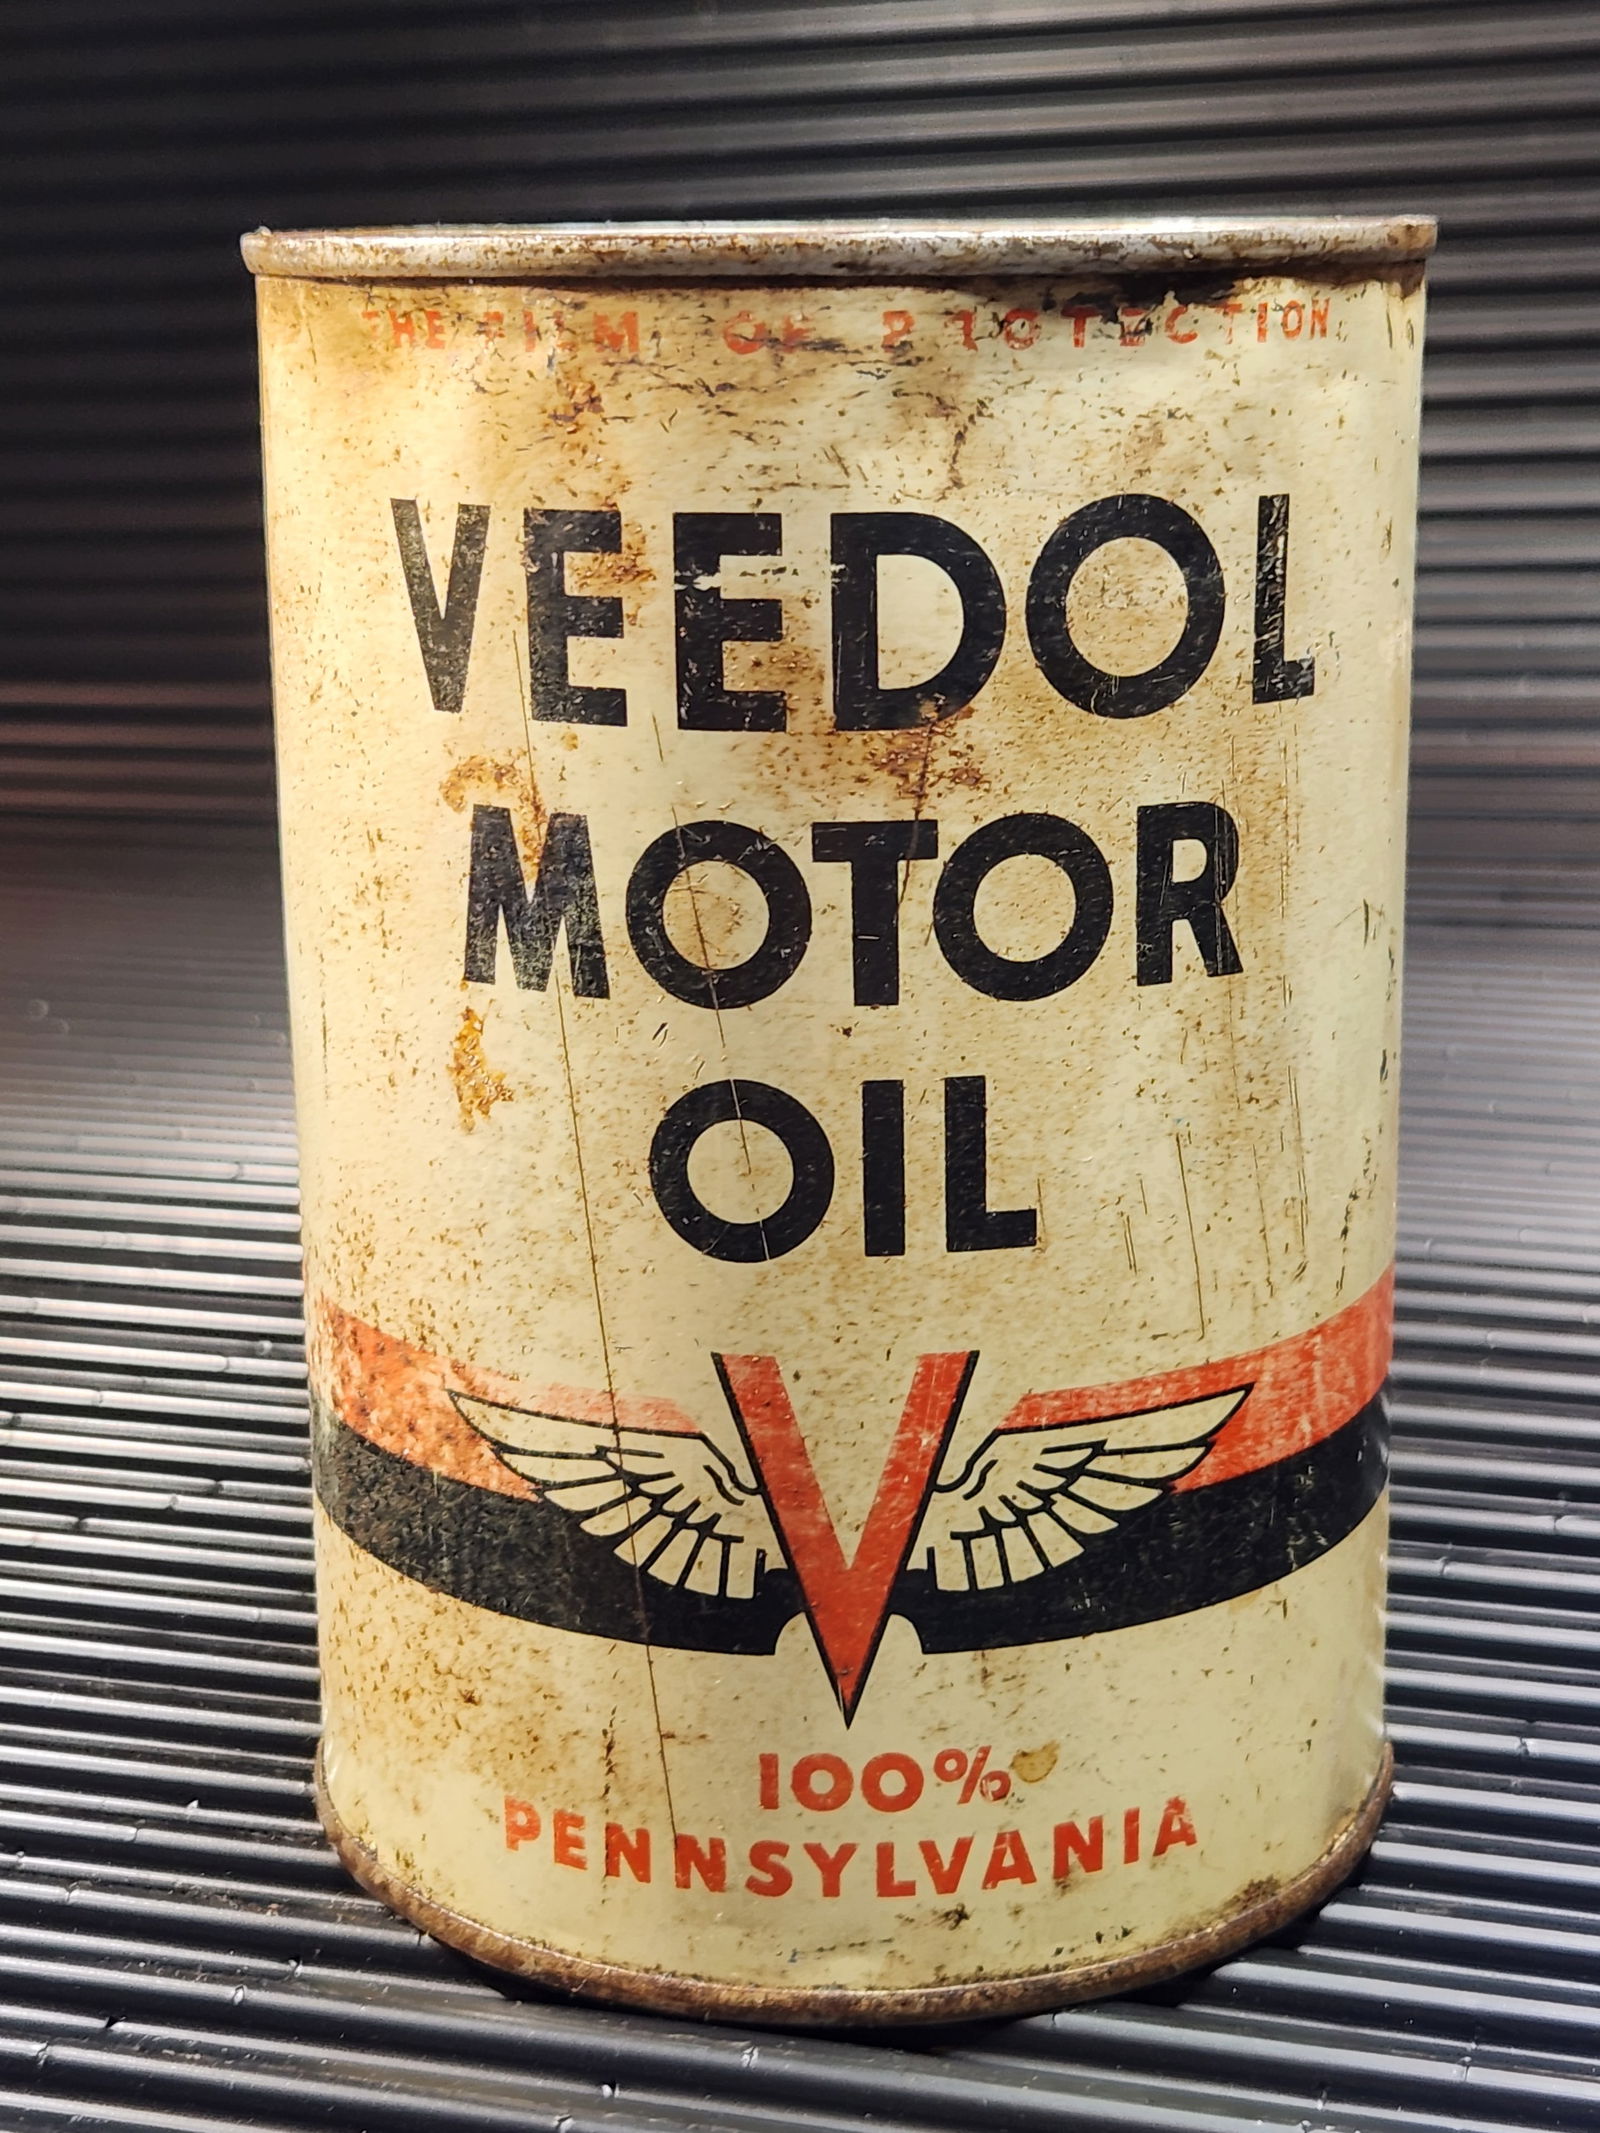 THE FILM OF PROTECTION
VEEDOL
MOTOR
OIL
V
100%
PENNSYLVANIA